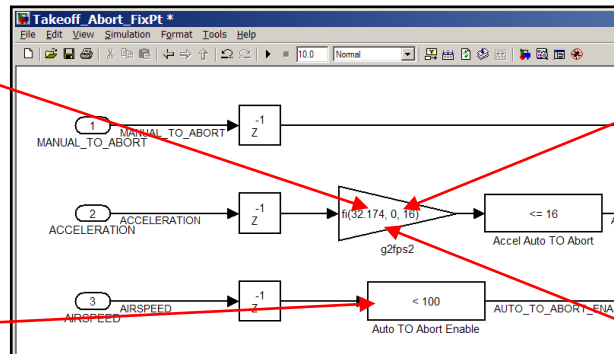 Takeoff_Abort_FixPt *
File Edit View Simulation Format Tools Help
10.0 Normal
1 MANUAL_TO_ABORT -1
MANUAL_TO_ABORT Z
2 ACCELERATION -1 fi(32.174, 0, 16) <= 16
ACCELERATION Z
g2fps2 Accel Auto TO Abort
3 AIRSPEED -1 < 100 AUTO_TO_ABORT_ENA
AIRSPEED Z
Auto TO Abort Enable